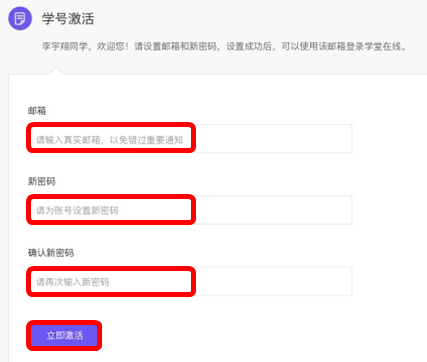 学号激活
李宇翔同学，欢迎您！请设置邮箱和新密码，设置成功后，可以使用该邮箱登录学堂在线。
邮箱
请输入真实邮箱，以免错过重要通知
新密码
请为账号设置新密码
确认新密码
请再次输入新密码
立即激活